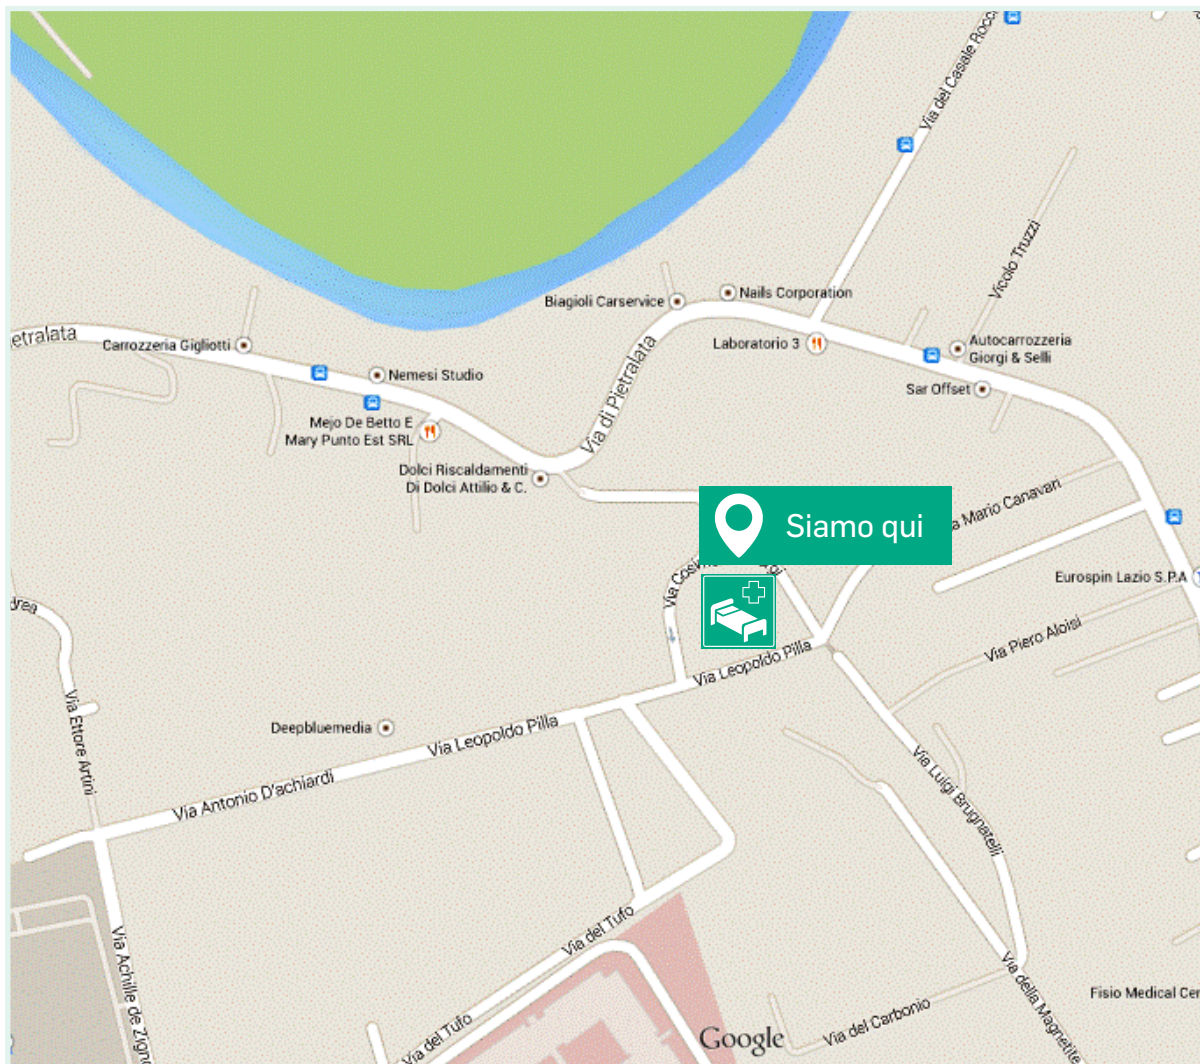 Via del Casale Rocc
Vicolo Truzzi
Nails Corporation
Biagioli Carservice
etralata
Carrozzeria Gigliotti
Laboratorio 3
Autocarrozzeria
Giorgi & Selli
Nemesi Studio
Via di Pietralata
Sar Offset
Mejo De Betto E
Mary Punto Est SRL
Dolci Riscaldamenti
Di Dolci Attilio & C.
Siamo qui
a Mario Canavari
Eurospin Lazio S.P.A
Via
drea
Via Piero Aloisi
Via Leopoldo Pilla
Via Ettore Artini
Deepbluemedia
Via Leopoldo Pilla
Via Antonio D'achiardi
Via Luigi Brugnatelli
Via del Tufo
Via Achille de Zigno
Via della Magnetite
Fisio Medical Cer
Via del Carbonio
Via del Tufo
Google